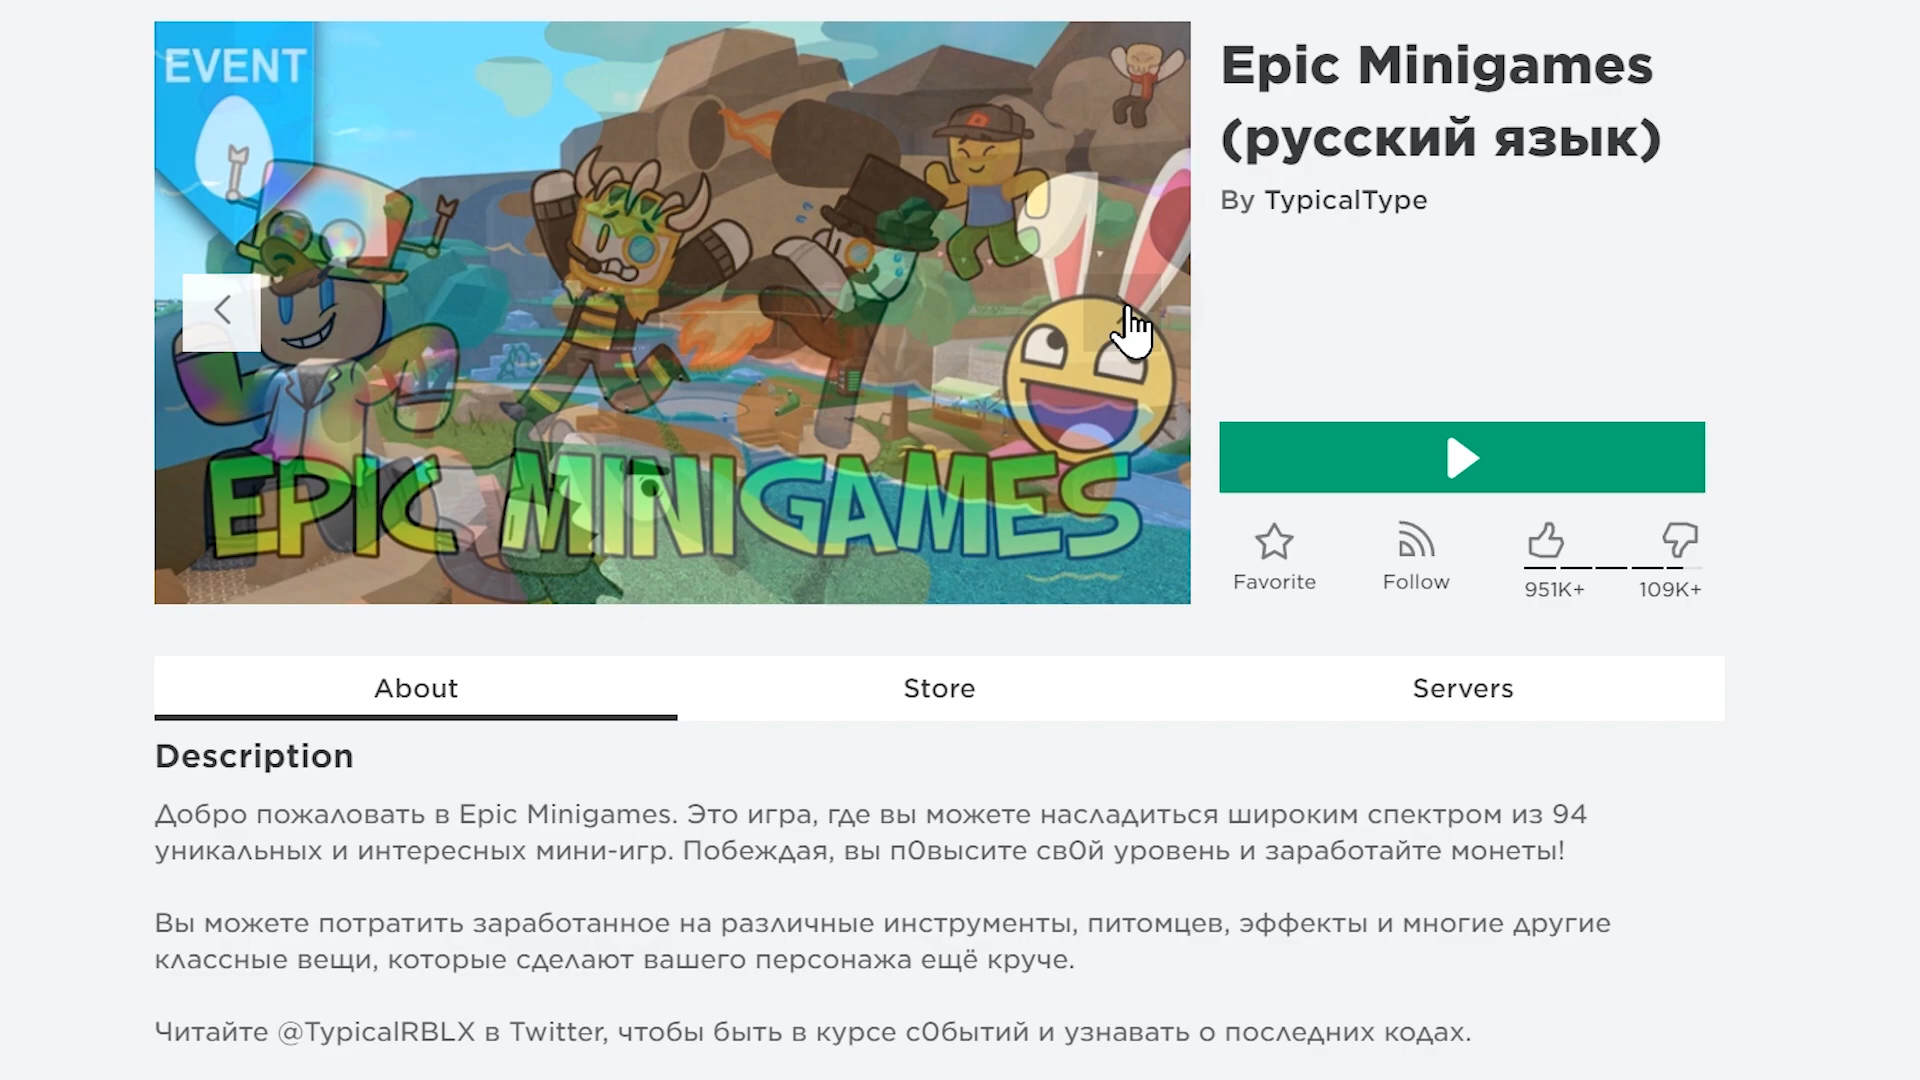 EVENT
EPIC MINIGAMES
Epic Minigames
(русский язык)
By TypicalType
Favorite
Follow
951K+
109K+
About
Store
Servers
Description
Добро пожаловать в Epic Minigames. Это игра, где вы можете насладиться широким спектром из 94
уникальных и интересных мини-игр. Побеждая, вы п0высите св0й уровень и заработайте монеты!
Вы можете потратить заработанное на различные инструменты, питомцев, эффекты и многие другие
классные вещи, которые сделают вашего персонажа ещё круче.
Читайте @TypicalRBLX в Twitter, чтобы быть в курсе с0бытий и узнавать о последних кодах.